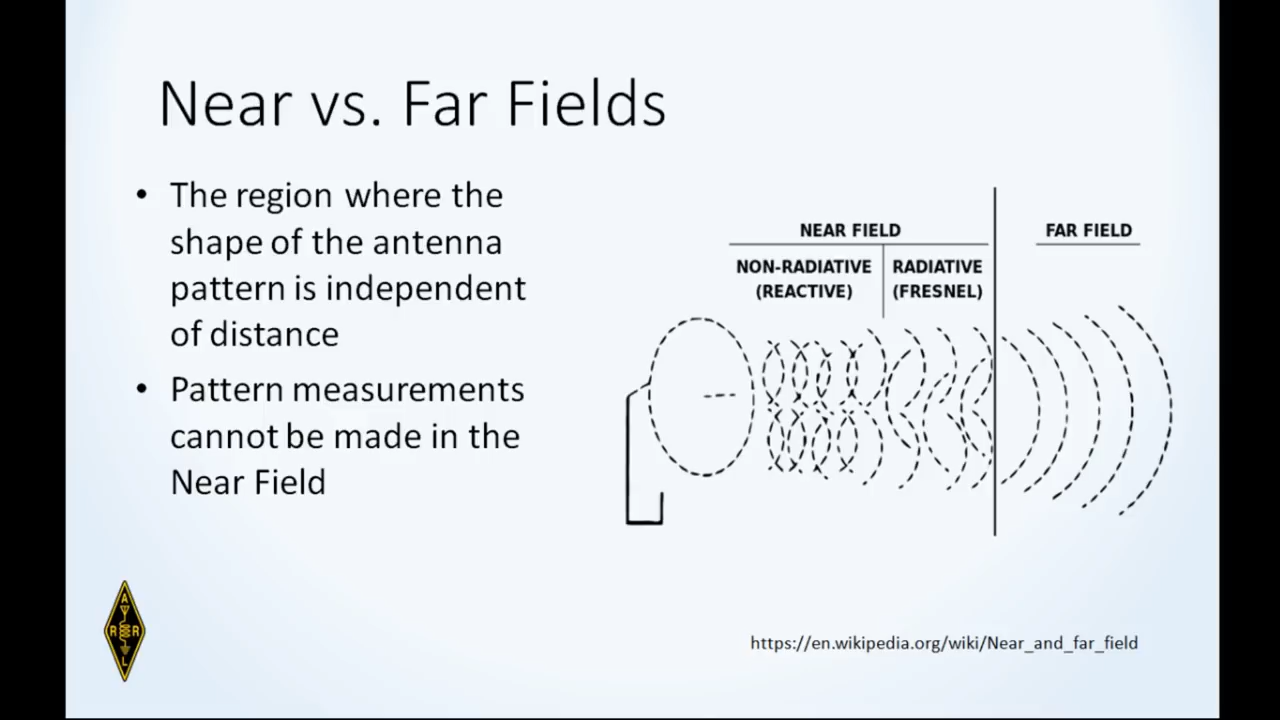 Near vs. Far Fields
• The region where the
shape of the antenna
pattern is independent
of distance
• Pattern measurements
cannot be made in the
Near Field
NEAR FIELD
FAR FIELD
NON-RADIATIVE
(REACTIVE)
RADIATIVE
(FRESNEL)
A
R R
L
https://en.wikipedia.org/wiki/Near_and_far_field